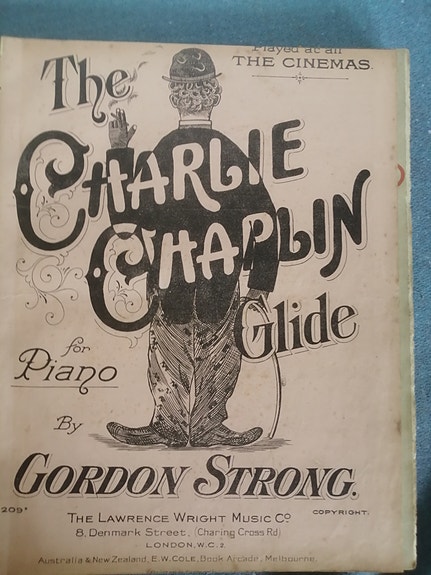 Played at all
THE CINEMAS.
The
CHARLIE
CHAPLIN
Glide
for
Piano
By
GORDON STRONG.
209*
COPYRIGHT.
THE LAWRENCE WRIGHT MUSIC Co
8, Denmark Street, (Charing Cross Rd)
LONDON, W.C.2.
Australia & New Zealand, E.W. COLE, Book Arcade, Melbourne.